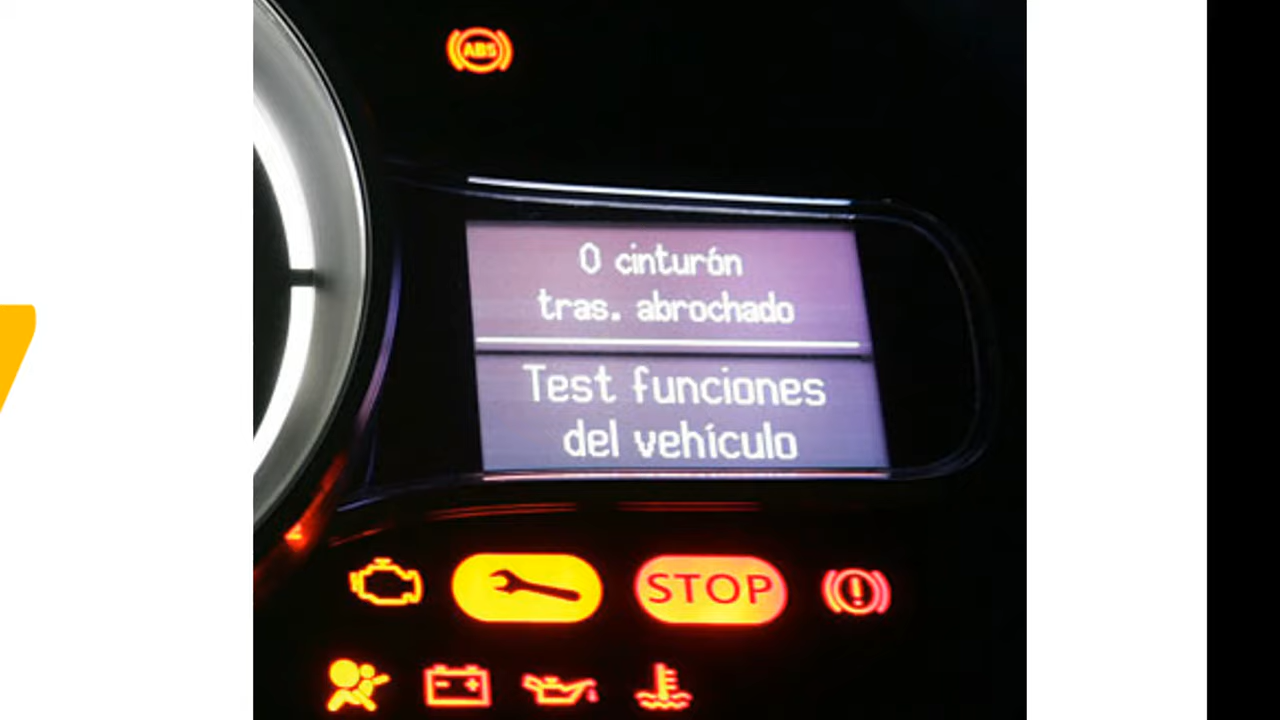 ABS
0 cinturón
tras. abrochado
Test funciones
del vehículo
STOP